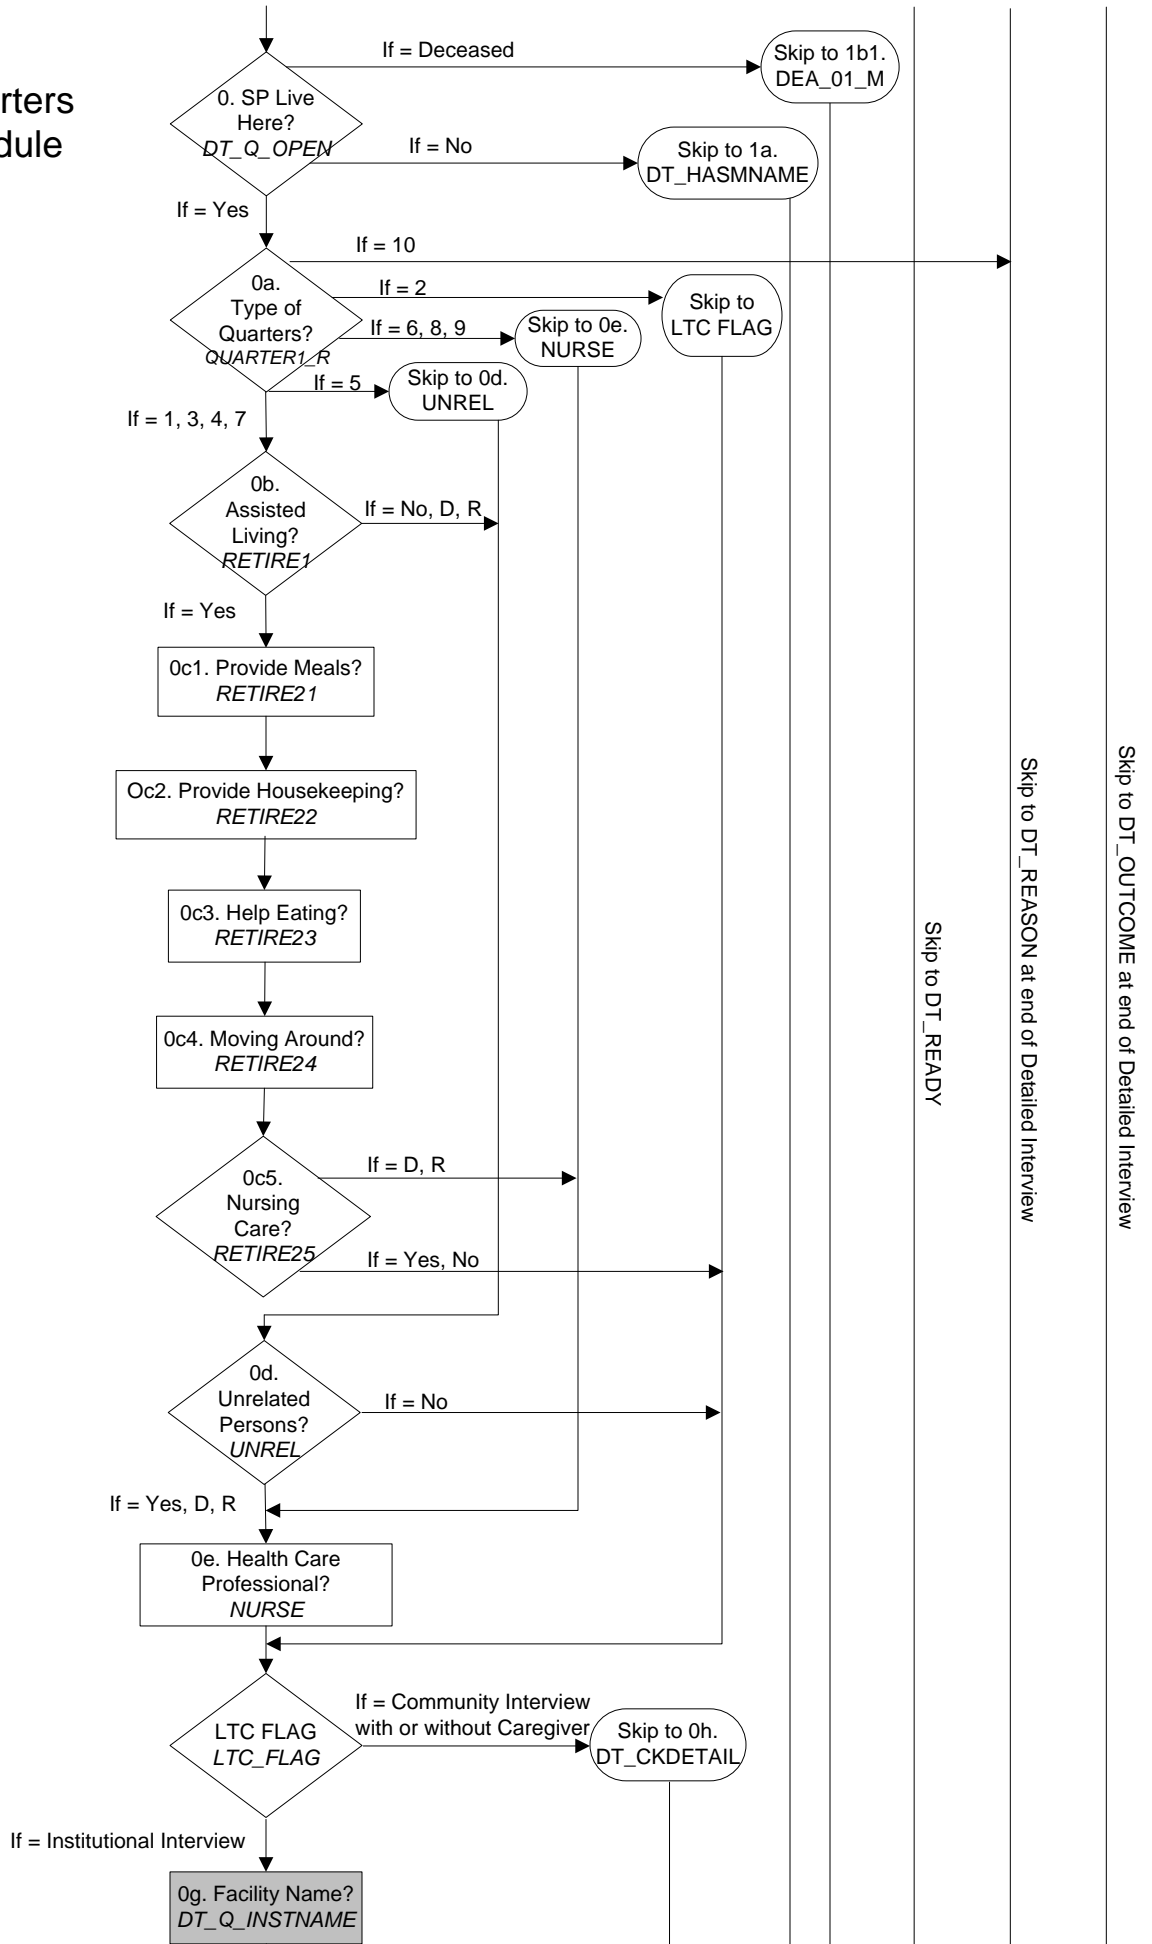 If = Deceased
Skip to 1b1.
DEA_01_M
rters
dule
0. SP Live
Here?
DT_Q_OPEN
If = No
Skip to 1a.
DT_HASMNAME
If = Yes
If = 10
0a.
Type of
Quarters?
QUARTER1_R
If = 2
Skip to
LTC FLAG
If = 6, 8, 9
Skip to 0e.
NURSE
If = 5
Skip to 0d.
UNREL
If = 1, 3, 4, 7
0b.
Assisted
Living?
RETIRE1
If = No, D, R
If = Yes
0c1. Provide Meals?
RETIRE21
Oc2. Provide Housekeeping?
RETIRE22
0c3. Help Eating?
RETIRE23
0c4. Moving Around?
RETIRE24
0c5.
Nursing
Care?
RETIRE25
If = D, R
If = Yes, No
0d.
Unrelated
Persons?
UNREL
If = No
If = Yes, D, R
0e. Health Care
Professional?
NURSE
LTC FLAG
LTC_FLAG
If = Community Interview
with or without Caregiver
Skip to 0h.
DT_CKDETAIL
If = Institutional Interview
0g. Facility Name?
DT_Q_INSTNAME
Skip to DT_READY
Skip to DT_REASON at end of Detailed Interview
Skip to DT_OUTCOME at end of Detailed Interview